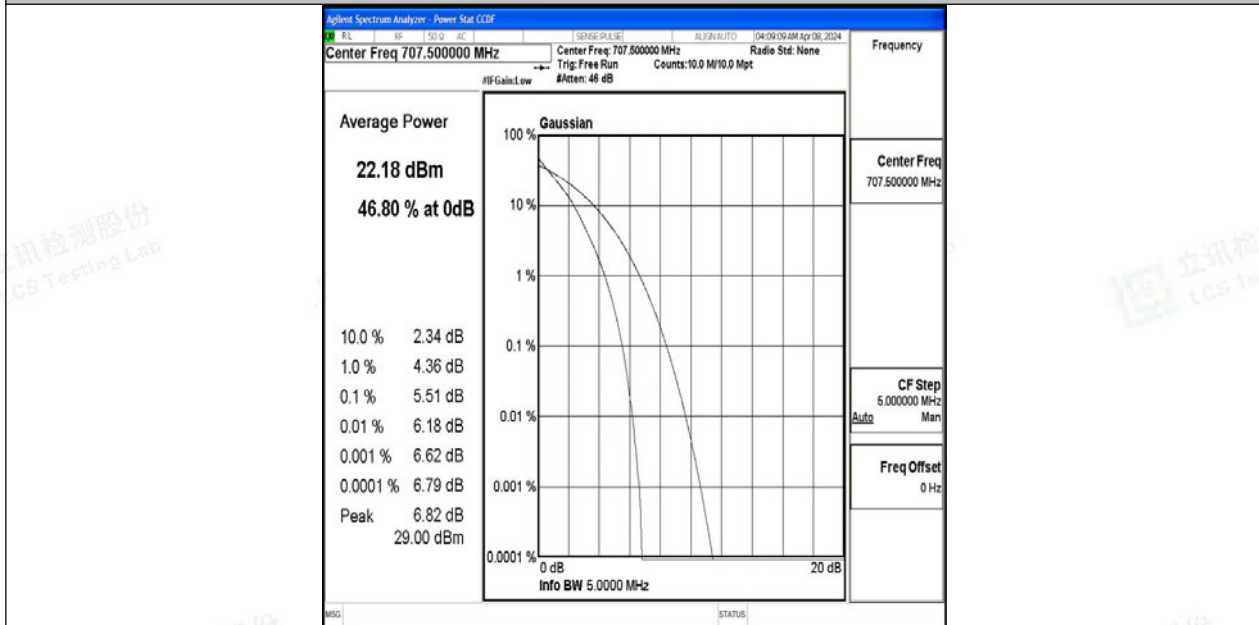 Agilent Spectrum Analyzer - Power Stat CCDF
RL RF 50 Ω AC SENSE:PULSE ALIGN AUTO 04:09:09 AM Apr 08, 2024
Center Freq 707.500000 MHz
Center Freq: 707.500000 MHz Radio Std: None
Trig: Free Run Counts:10.0 M/10.0 Mpt
#IFGain:Low #Atten: 46 dB
Frequency
Average Power
22.18 dBm
46.80 % at 0dB
10.0 % 2.34 dB
1.0 % 4.36 dB
0.1 % 5.51 dB
0.01 % 6.18 dB
0.001 % 6.62 dB
0.0001 % 6.79 dB
Peak 6.82 dB
29.00 dBm
Gaussian
100 %
10 %
1 %
0.1 %
0.01 %
0.001 %
0.0001 %
0 dB 20 dB
Info BW 5.0000 MHz
Center Freq
707.500000 MHz
CF Step
5.000000 MHz
Auto Man
Freq Offset
0 Hz
MSG STATUS
立讯检测股份
LCS Testing Lab